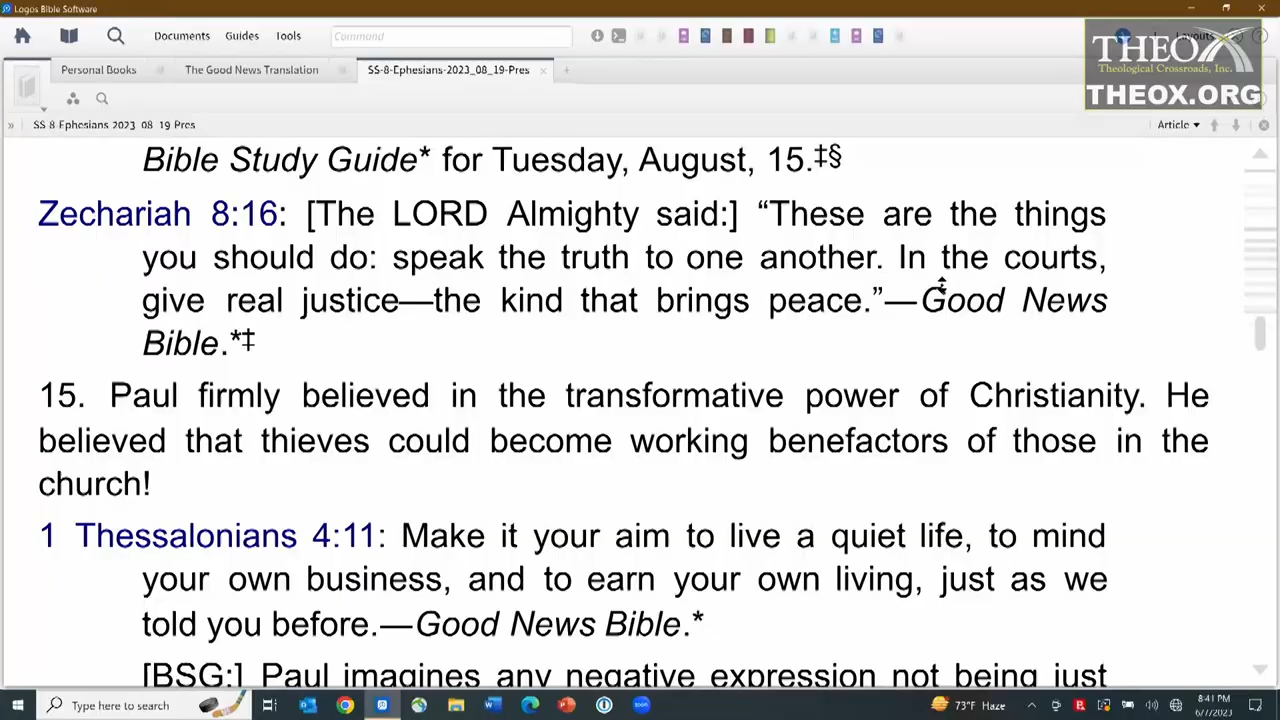 Logos Bible Software
Documents Guides Tools Command Layouts
THEOX
Theological Crossroads, Inc.
THEOX.ORG
Personal Books The Good News Translation SS-8-Ephesians-2023_08_19-Pres
SS-8-Ephesians-2023_08_19-Pres Article
Bible Study Guide* for Tuesday, August, 15.‡§
Zechariah 8:16: [The LORD Almighty said:] “These are the things
you should do: speak the truth to one another. In the courts,
give real justice—the kind that brings peace.”—Good News
Bible.*‡
15. Paul firmly believed in the transformative power of Christianity. He
believed that thieves could become working benefactors of those in the
church!
1 Thessalonians 4:11: Make it your aim to live a quiet life, to mind
your own business, and to earn your own living, just as we
told you before.—Good News Bible.*
[BSG:] Paul imagines any negative expression not being just
Type here to search 73°F Haze 8:41 PM
6/7/2023